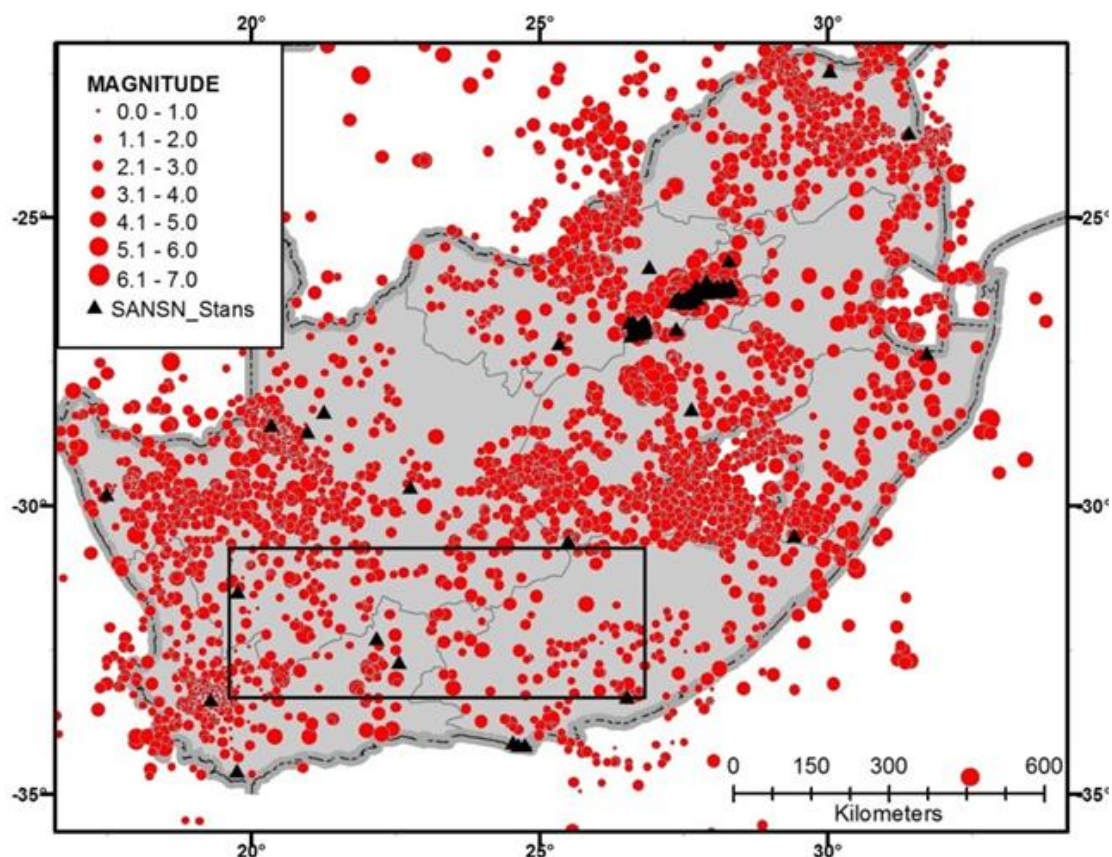 20° 25° 30°
MAGNITUDE
0.0 - 1.0
1.1 - 2.0
2.1 - 3.0
3.1 - 4.0
4.1 - 5.0
5.1 - 6.0
6.1 - 7.0
SANSN_Stans
-25° -25°
-30° -30°
0 150 300 600
Kilometers
-35° -35°
20° 25° 30°